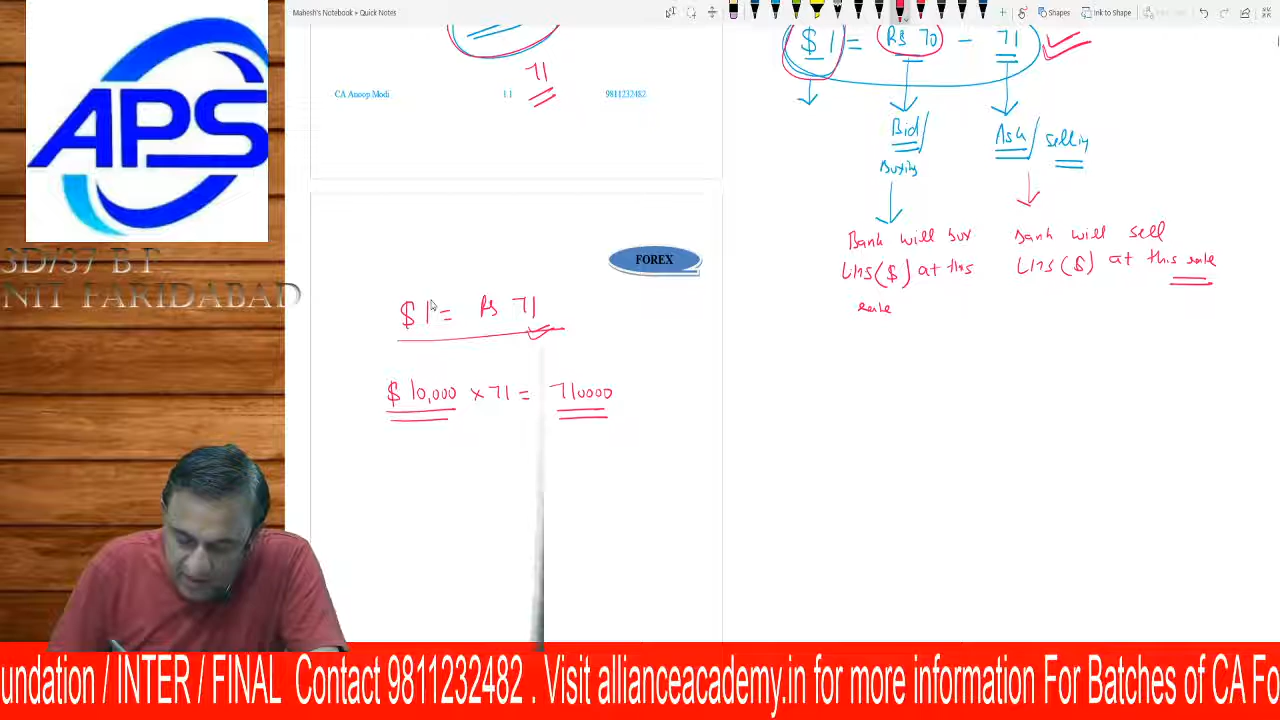 Mahesh's Notebook » Quick Notes
Shapes
Ink to Shape
71
CA Anoop Modi 11 9811232482
$ 1 = Rs 70 - 71
Bid/
Buying
Ask/ selling
Bank will buy
LHS($) at this
rate
Bank will sell
LHS($) at this rate
APS
3D/37 B.P.
NIT FARIDABAD
FOREX
$ 1 = Rs 71
$ 10,000 × 71 = 710000
undation / INTER / FINAL Contact 9811232482 . Visit allianceacademy.in for more information For Batches of CA Fo